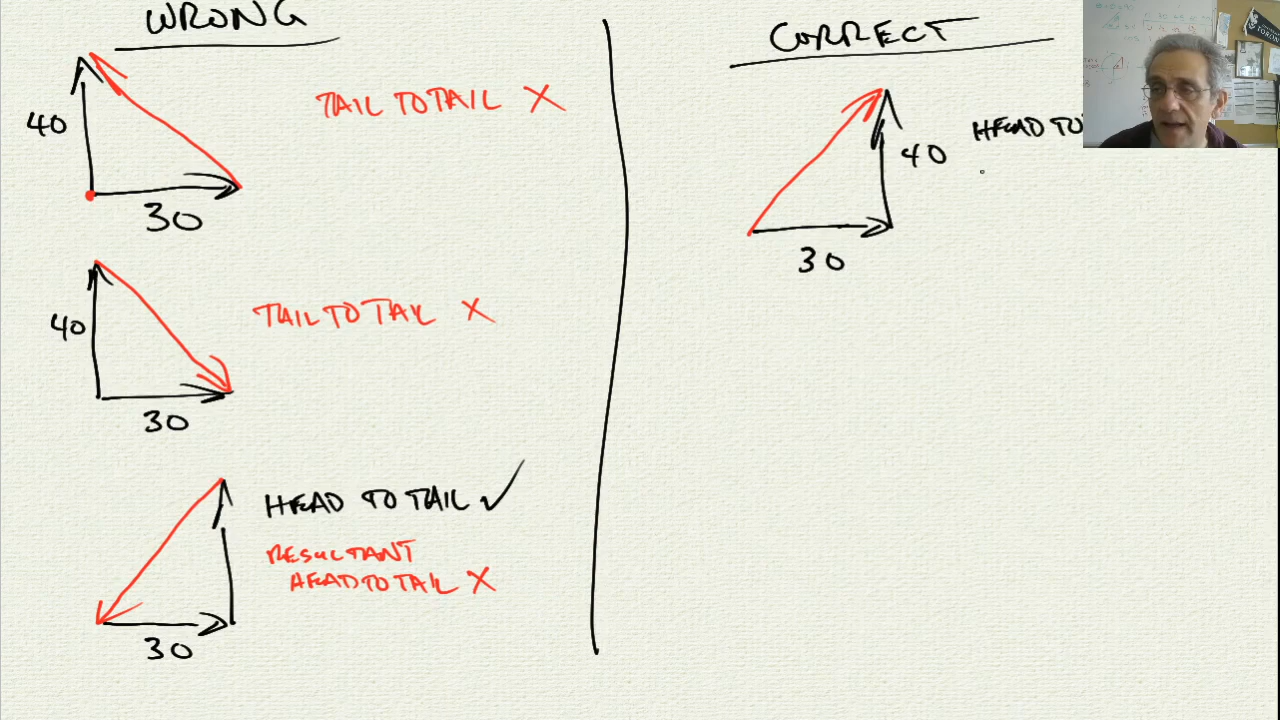 WRONG
40
TAIL TO TAIL X
30
40
TAIL TO TAIL X
30
HEAD TO TAIL ✓
RESULTANT
HEAD TO TAIL X
30
CORRECT
40
HEAD TO
30